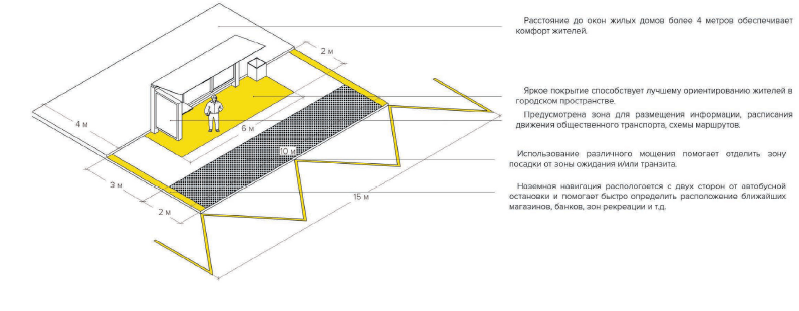 Расстояние до окон жилых домов более 4 метров обеспечивает
комфорт жителей.
2 м
Яркое покрытие способствует лучшему ориентированию жителей в
городском пространстве.
Предусмотрена зона для размещения информации, расписания
движения общественного транспорта, схемы маршрутов.
4 м
6 м
10 м
Использование различного мощения помогает отделить зону
посадки от зоны ожидания и/или транзита.
3 м
Наземная навигация распологается с двух сторон от автобусной
остановки и помогает быстро определить расположение ближайших
магазинов, банков, зон рекреации и т.д.
15 м
2 м